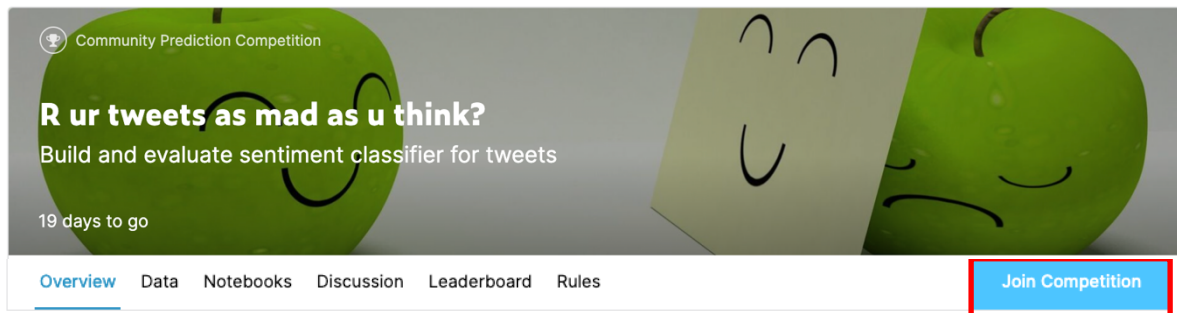 Community Prediction Competition
R ur tweets as mad as u think?
Build and evaluate sentiment classifier for tweets
19 days to go
Overview Data Notebooks Discussion Leaderboard Rules Join Competition